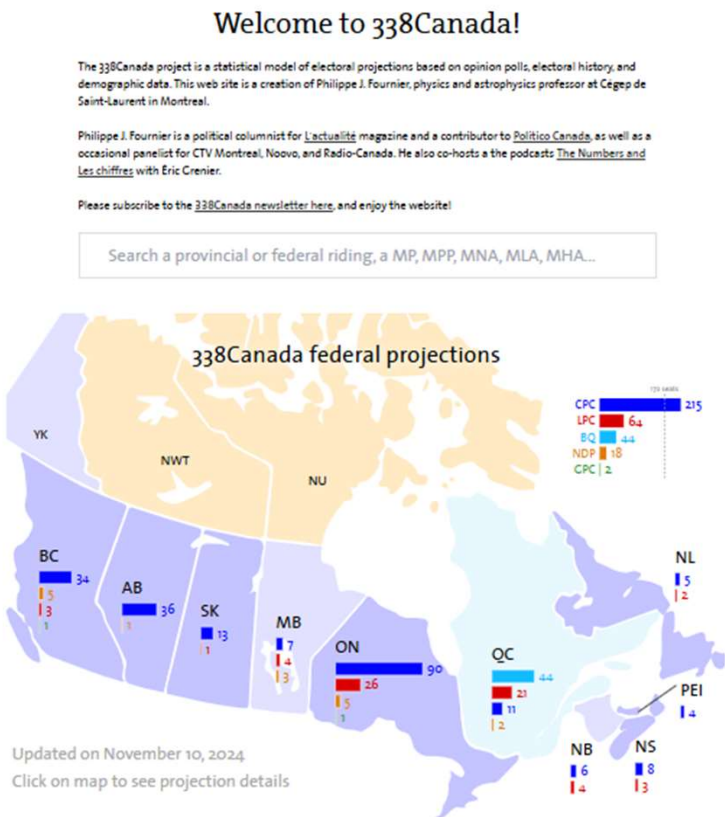 Welcome to 338Canada!
The 338Canada project is a statistical model of electoral projections based on opinion polls, electoral history, and
demographic data. This web site is a creation of Philippe J. Fournier, physics and astrophysics professor at Cégep de
Saint-Laurent in Montreal.
Philippe J. Fournier is a political columnist for L'actualité magazine and a contributor to Politico Canada, as well as a
occasional panelist for CTV Montreal, Noovo, and Radio-Canada. He also co-hosts a the podcasts The Numbers and
Les chiffres with Éric Grenier.
Please subscribe to the 338Canada newsletter here, and enjoy the website!
Search a provincial or federal riding, a MP, MPP, MNA, MLA, MHA...
338Canada federal projections
CPC 215
LPC 64
BQ 44
NDP 18
CPC 2
YK
NWT
NU
BC
34
5
3
1
AB
36
1
SK
13
1
MB
7
4
3
ON
90
26
5
1
QC
44
21
11
2
NL
5
2
PEI
4
NB
6
4
NS
8
3
Updated on November 10, 2024
Click on map to see projection details